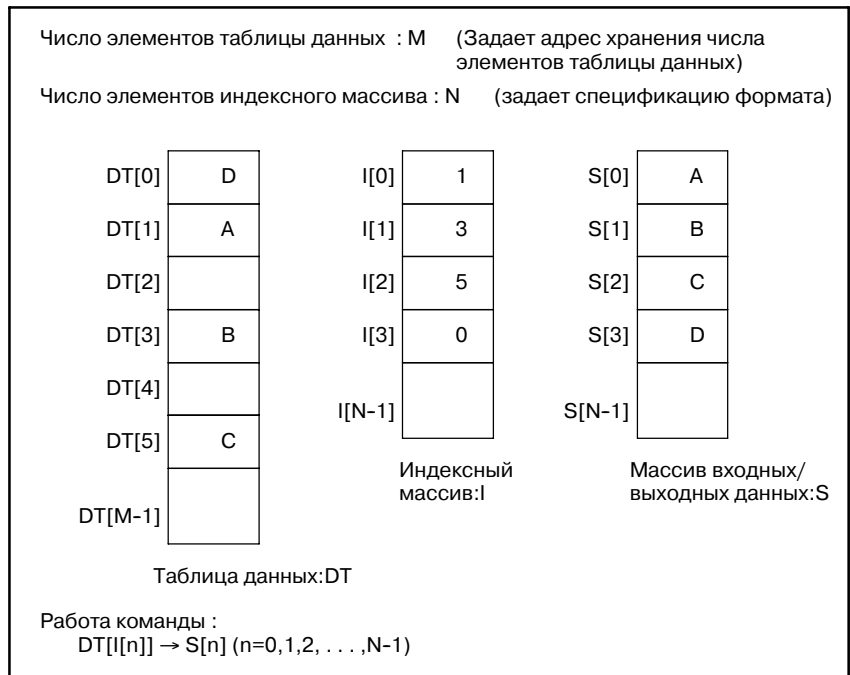 Число элементов таблицы данных : M (Задает адрес хранения числа
элементов таблицы данных)
Число элементов индексного массива : N (задает спецификацию формата)
DT[0] D I[0] 1 S[0] A
DT[1] A I[1] 3 S[1] B
DT[2] I[2] 5 S[2] C
DT[3] B I[3] 0 S[3] D
DT[4]
I[N-1] S[N-1]
DT[5] C
Индексный Массив входных/
массив:I выходных данных:S
DT[M-1]
Таблица данных:DT
Работа команды :
DT[I[n]] → S[n] (n=0,1,2, . . . ,N-1)